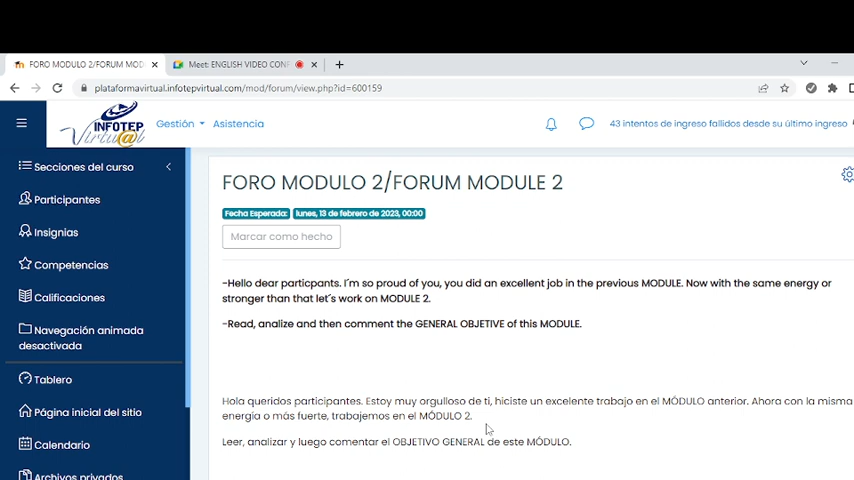 FORO MODULO 2/FORUM MOD
Meet: ENGLISH VIDEO CONF
plataformavirtual.infotepvirtual.com/mod/forum/view.php?id=600159
INFOTEP
Virtu@l
Gestión
Asistencia
43 intentos de ingreso fallidos desde su último ingreso
Secciones del curso
Participantes
Insignias
Competencias
Calificaciones
Navegación animada
desactivada
Tablero
Página inicial del sitio
Calendario
Archivos privados
FORO MODULO 2/FORUM MODULE 2
Fecha Esperada: lunes, 13 de febrero de 2023, 00:00
Marcar como hecho
-Hello dear particpants. I´m so proud of you, you did an excellent job in the previous MODULE. Now with the same energy or
stronger than that let´s work on MODULE 2.
-Read, analize and then comment the GENERAL OBJETIVE of this MODULE.
Hola queridos participantes. Estoy muy orgulloso de ti, hiciste un excelente trabajo en el MÓDULO anterior. Ahora con la misma
energía o más fuerte, trabajemos en el MÓDULO 2.
Leer, analizar y luego comentar el OBJETIVO GENERAL de este MÓDULO.